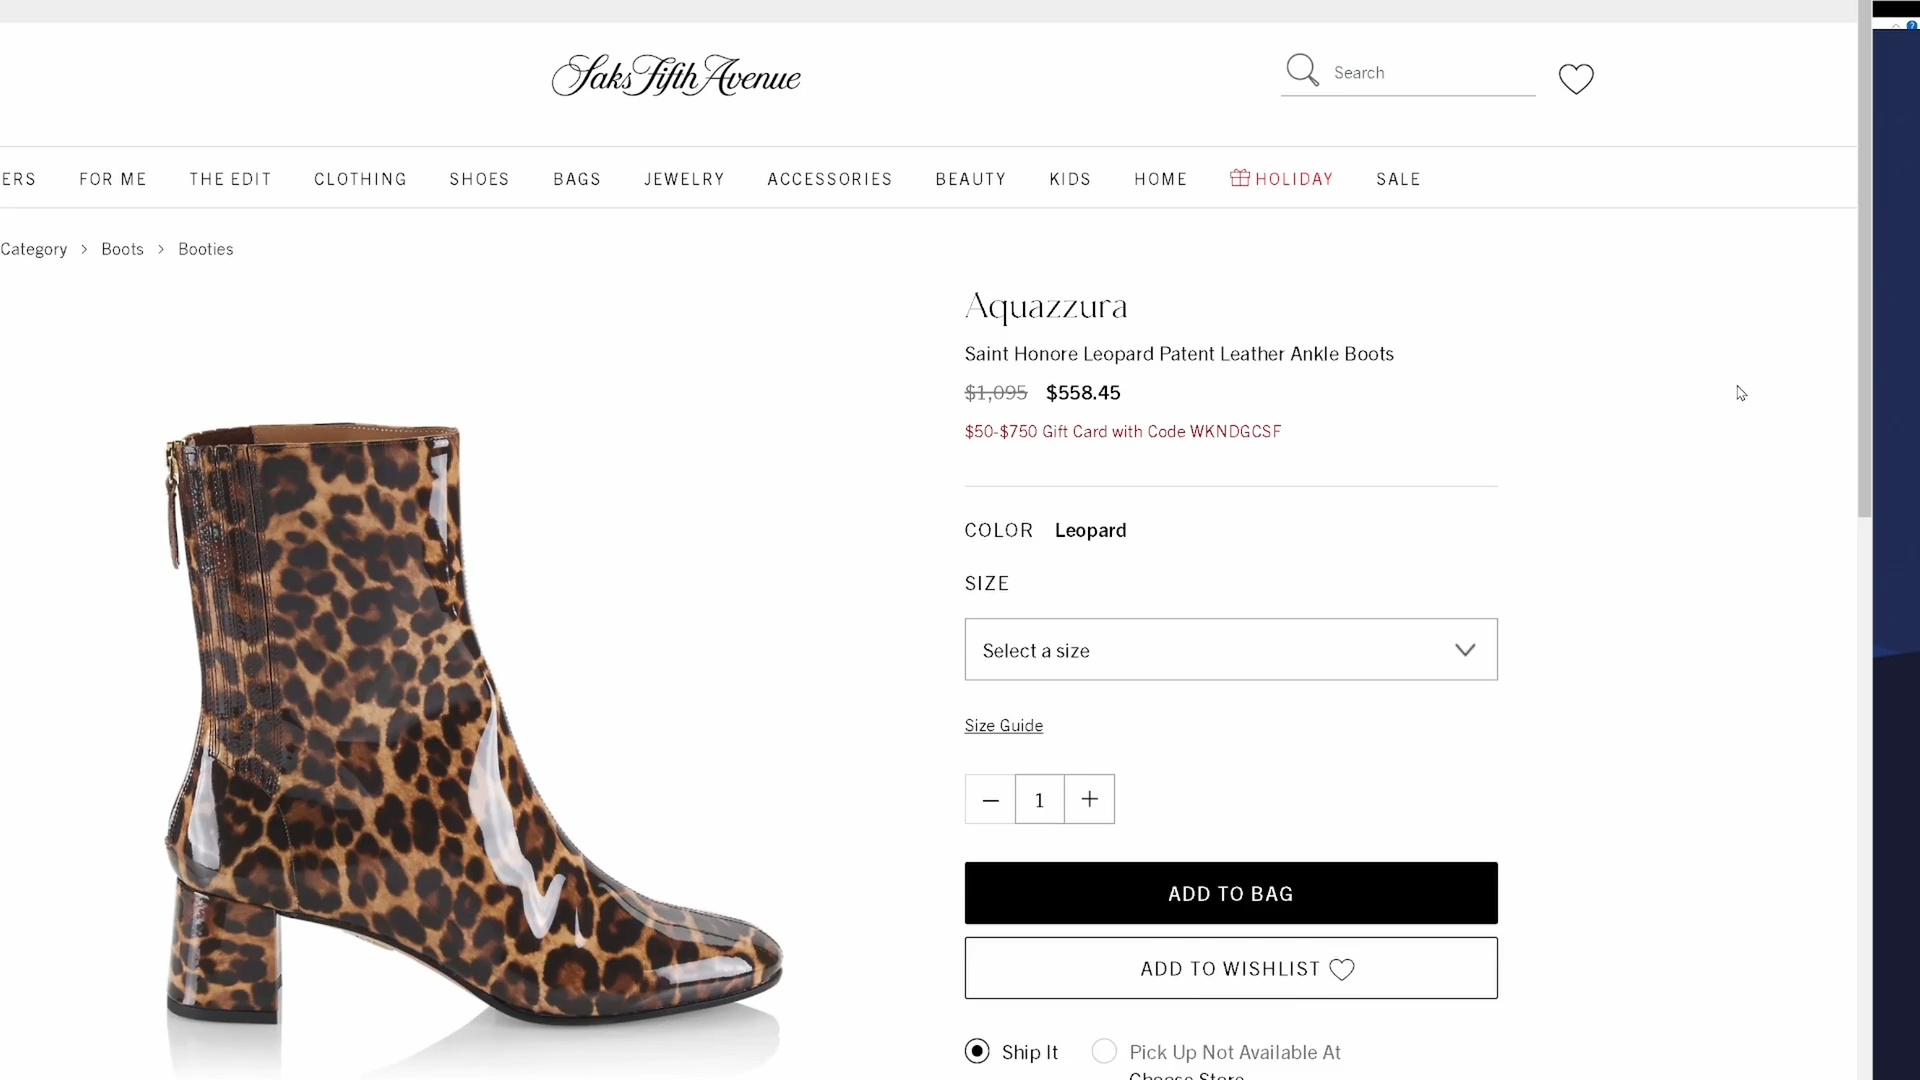 Saks Fifth Avenue
Search
ERS FOR ME THE EDIT CLOTHING SHOES BAGS JEWELRY ACCESSORIES BEAUTY KIDS HOME HOLIDAY SALE
Category > Boots > Booties
Aquazzura
Saint Honore Leopard Patent Leather Ankle Boots
$1,095 $558.45
$50-$750 Gift Card with Code WKNDGCSF
COLOR Leopard
SIZE
Select a size
Size Guide
− 1 +
ADD TO BAG
ADD TO WISHLIST
Ship It Pick Up Not Available At
Choose Store